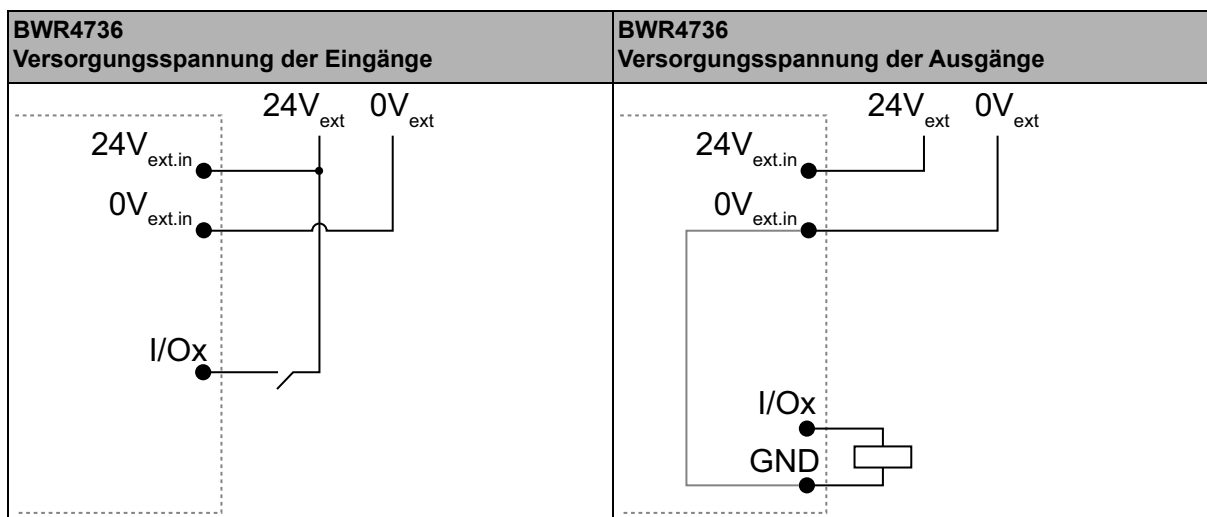 BWR4736
Versorgungsspannung der Eingänge
24Vext 0Vext
24Vext.in
0Vext.in
I/Ox
BWR4736
Versorgungsspannung der Ausgänge
24Vext 0Vext
24Vext.in
0Vext.in
I/Ox
GND